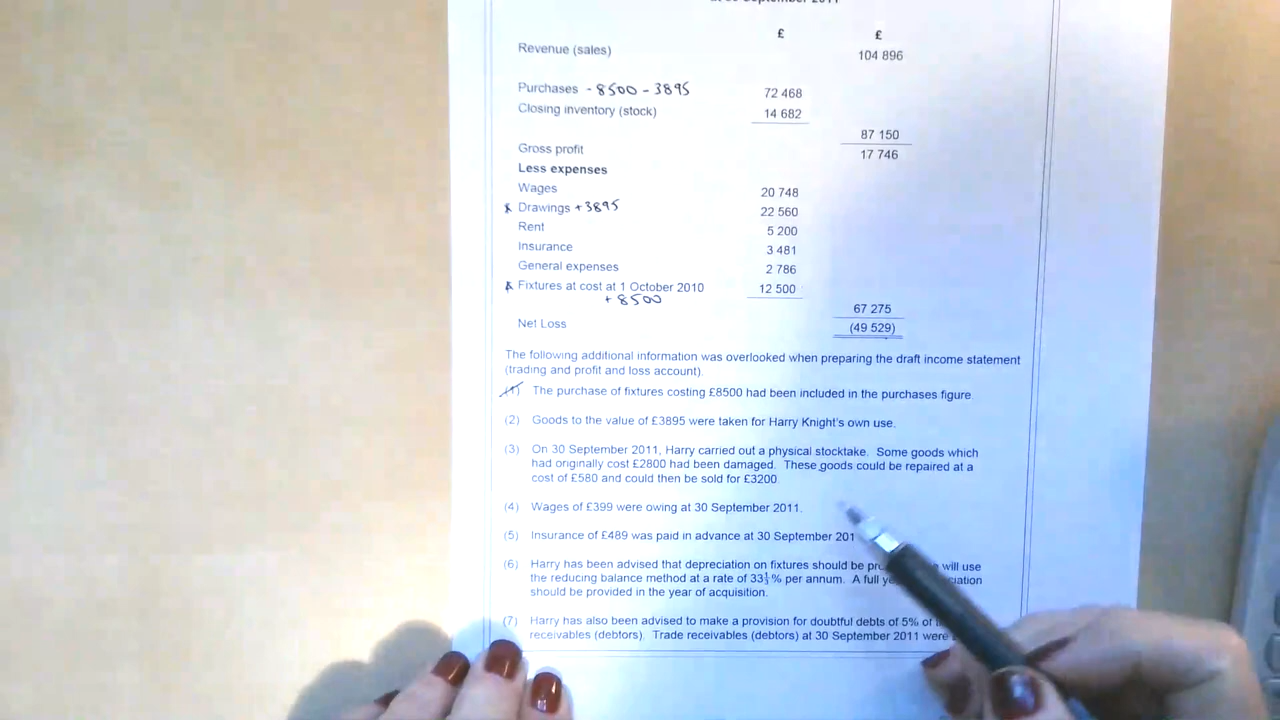 £ £
Revenue (sales) 104 896
Purchases - 8500 - 3895 72 468
Closing inventory (stock) 14 682
87 150
Gross profit 17 746
Less expenses
Wages 20 748
Drawings + 3895 22 560
Rent 5 200
Insurance 3 481
General expenses 2 786
Fixtures at cost at 1 October 2010 12 500
+ 8500
67 275
Net Loss (49 529)
The following additional information was overlooked when preparing the draft income statement
(trading and profit and loss account).
(1) The purchase of fixtures costing £8500 had been included in the purchases figure.
(2) Goods to the value of £3895 were taken for Harry Knight's own use.
(3) On 30 September 2011, Harry carried out a physical stocktake. Some goods which
had originally cost £2800 had been damaged. These goods could be repaired at a
cost of £580 and could then be sold for £3200
(4) Wages of £399 were owing at 30 September 2011.
(5) Insurance of £489 was paid in advance at 30 September 201
(6) Harry has been advised that depreciation on fixtures should be will use
the reducing balance method at a rate of 33⅓% per annum. A full
should be provided in the year of acquisition.
(7) Harry has also been advised to make a provision for doubtful debts of 5% of
receivables (debtors). Trade receivables (debtors) at 30 September 2011 were